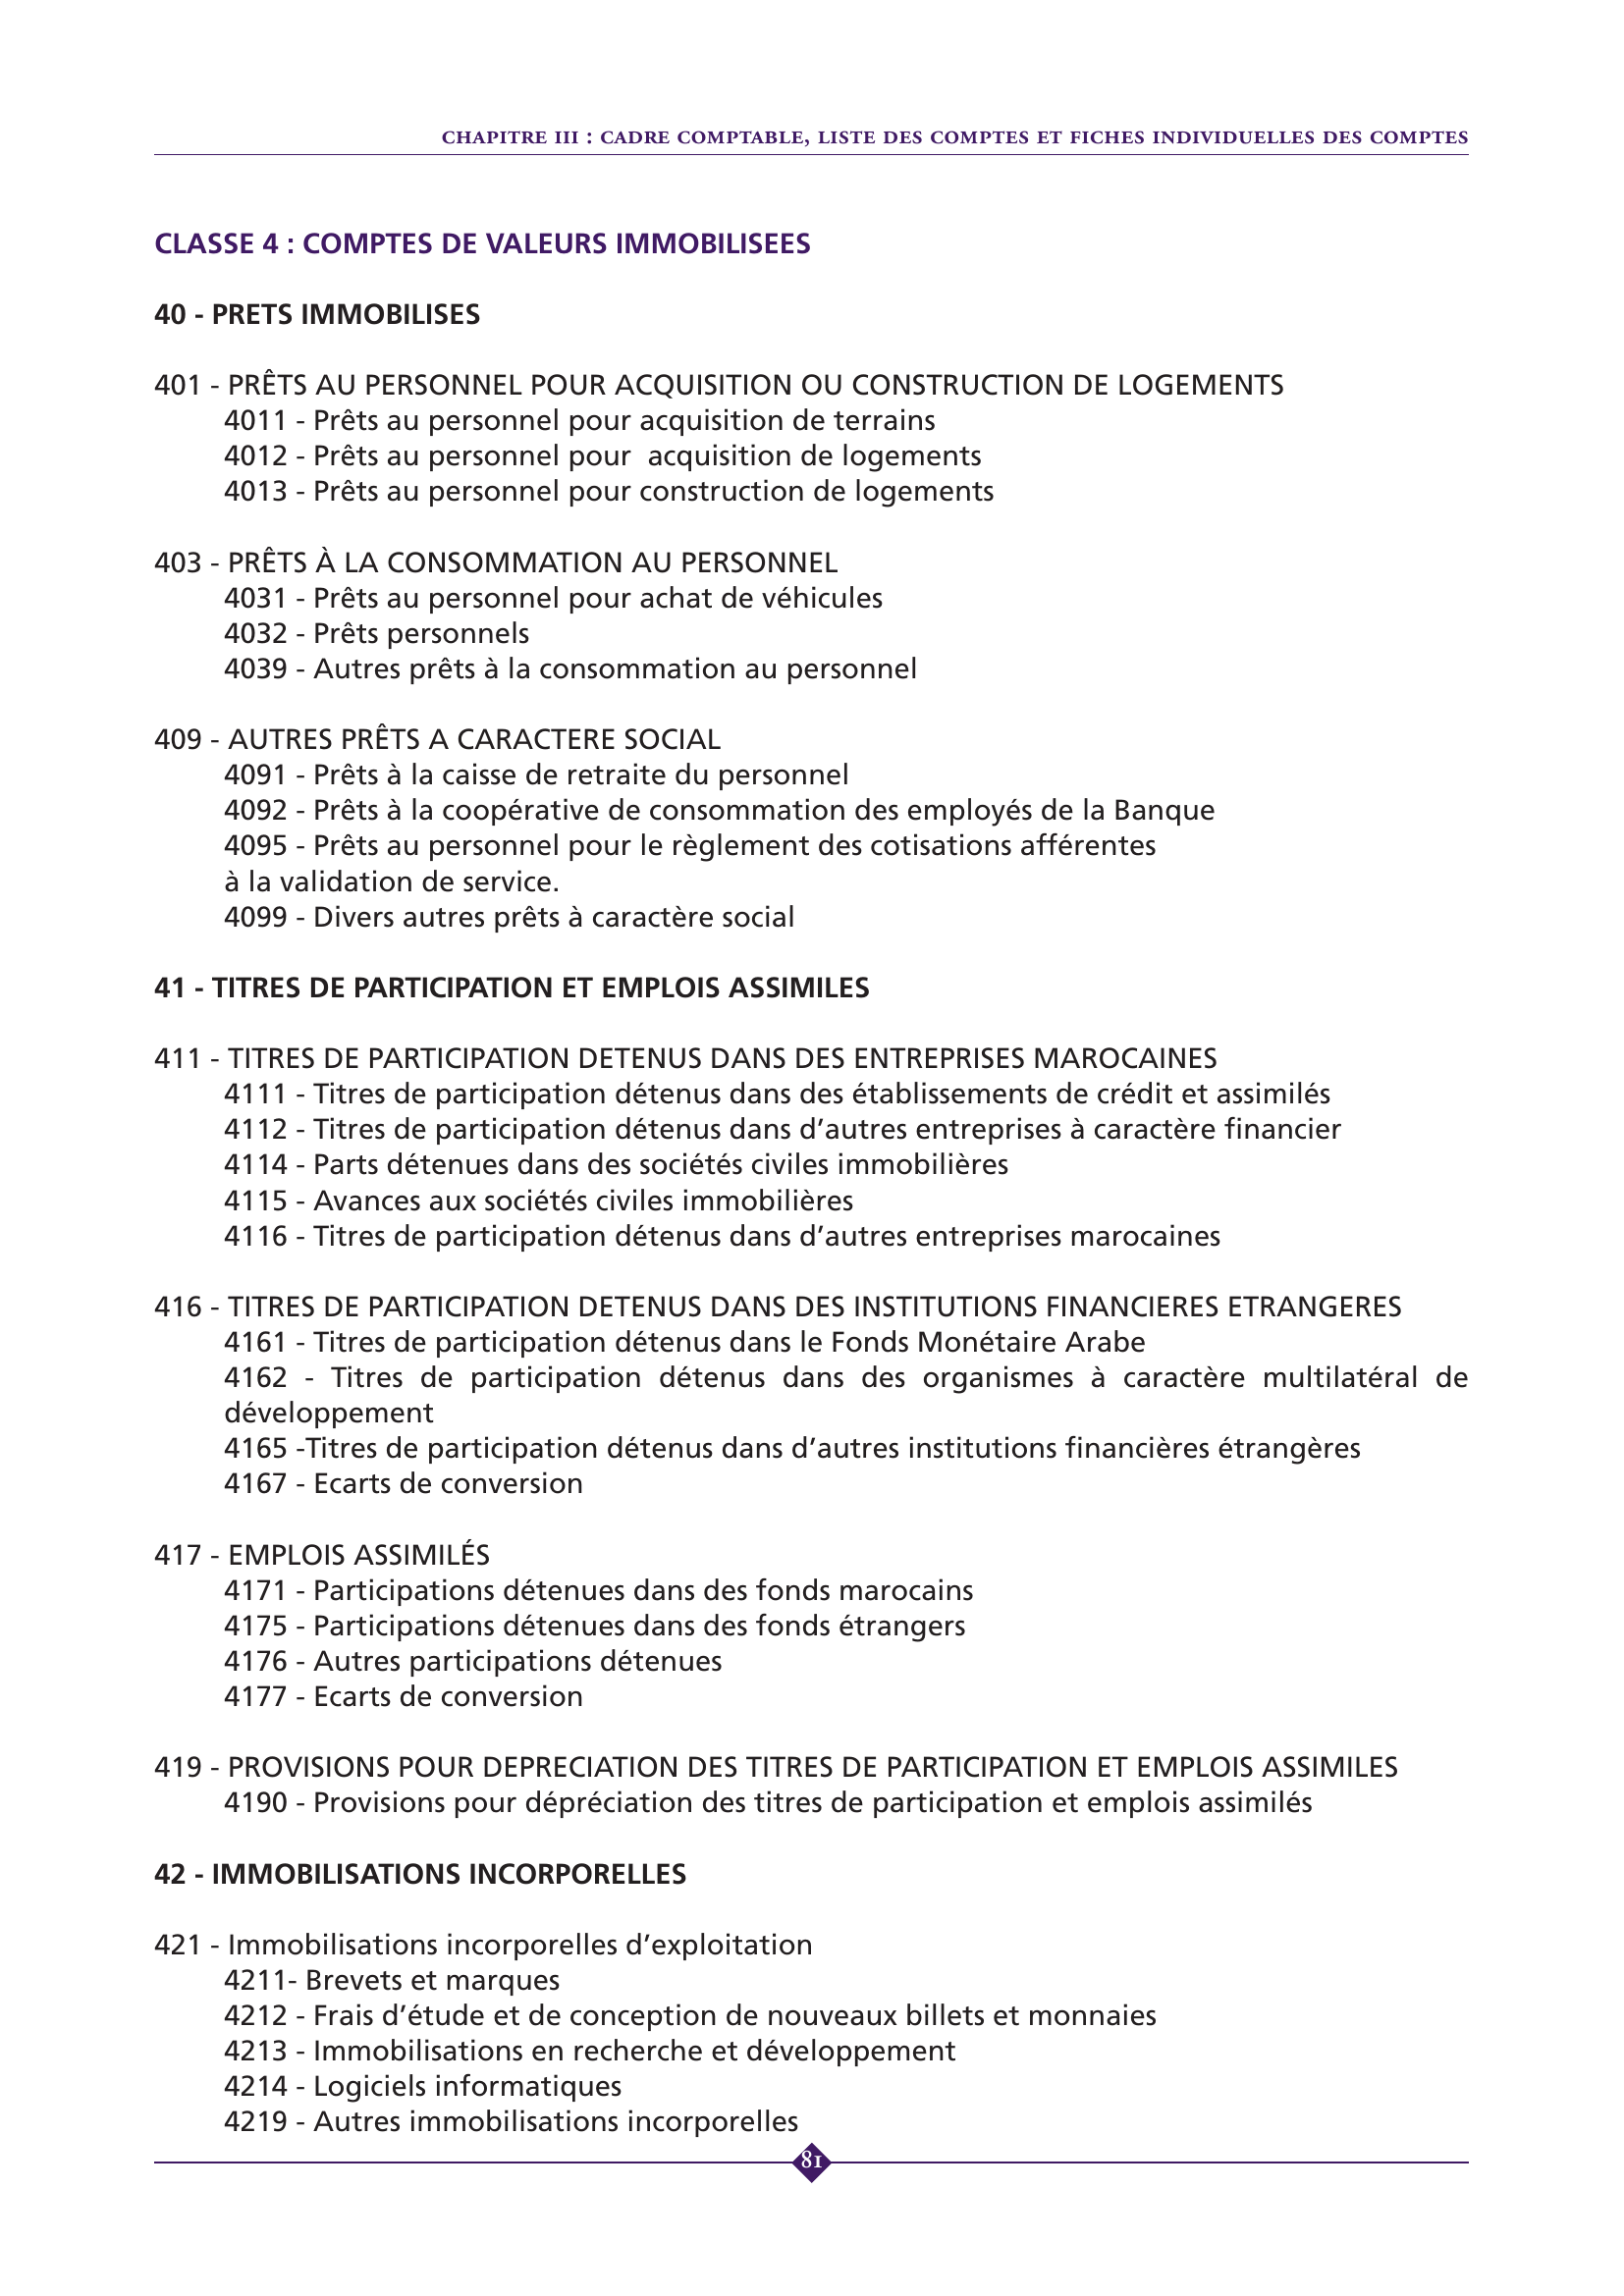 CHAPITRE III : CADRE COMPTABLE, LISTE DES COMPTES ET FICHES INDIVIDUELLES DES COMPTES
CLASSE 4 : COMPTES DE VALEURS IMMOBILISEES
40 - PRETS IMMOBILISES
401 - PRÊTS AU PERSONNEL POUR ACQUISITION OU CONSTRUCTION DE LOGEMENTS
4011 - Prêts au personnel pour acquisition de terrains
4012 - Prêts au personnel pour  acquisition de logements
4013 - Prêts au personnel pour construction de logements
403 - PRÊTS À LA CONSOMMATION AU PERSONNEL
4031 - Prêts au personnel pour achat de véhicules
4032 - Prêts personnels
4039 - Autres prêts à la consommation au personnel
409 - AUTRES PRÊTS A CARACTERE SOCIAL
4091 - Prêts à la caisse de retraite du personnel
4092 - Prêts à la coopérative de consommation des employés de la Banque
4095 - Prêts au personnel pour le règlement des cotisations afférentes
à la validation de service.
4099 - Divers autres prêts à caractère social
41 - TITRES DE PARTICIPATION ET EMPLOIS ASSIMILES
411 - TITRES DE PARTICIPATION DETENUS DANS DES ENTREPRISES MAROCAINES
4111 - Titres de participation détenus dans des établissements de crédit et assimilés
4112 - Titres de participation détenus dans d’autres entreprises à caractère financier
4114 - Parts détenues dans des sociétés civiles immobilières
4115 - Avances aux sociétés civiles immobilières
4116 - Titres de participation détenus dans d’autres entreprises marocaines
416 - TITRES DE PARTICIPATION DETENUS DANS DES INSTITUTIONS FINANCIERES ETRANGERES
4161 - Titres de participation détenus dans le Fonds Monétaire Arabe
4162 - Titres de participation détenus dans des organismes à caractère multilatéral de
développement
4165 -Titres de participation détenus dans d’autres institutions financières étrangères
4167 - Ecarts de conversion
417 - EMPLOIS ASSIMILÉS
4171 - Participations détenues dans des fonds marocains
4175 - Participations détenues dans des fonds étrangers
4176 - Autres participations détenues
4177 - Ecarts de conversion
419 - PROVISIONS POUR DEPRECIATION DES TITRES DE PARTICIPATION ET EMPLOIS ASSIMILES
4190 - Provisions pour dépréciation des titres de participation et emplois assimilés
42 - IMMOBILISATIONS INCORPORELLES
421 - Immobilisations incorporelles d’exploitation
4211- Brevets et marques
4212 - Frais d’étude et de conception de nouveaux billets et monnaies
4213 - Immobilisations en recherche et développement
4214 - Logiciels informatiques
4219 - Autres immobilisations incorporelles
81